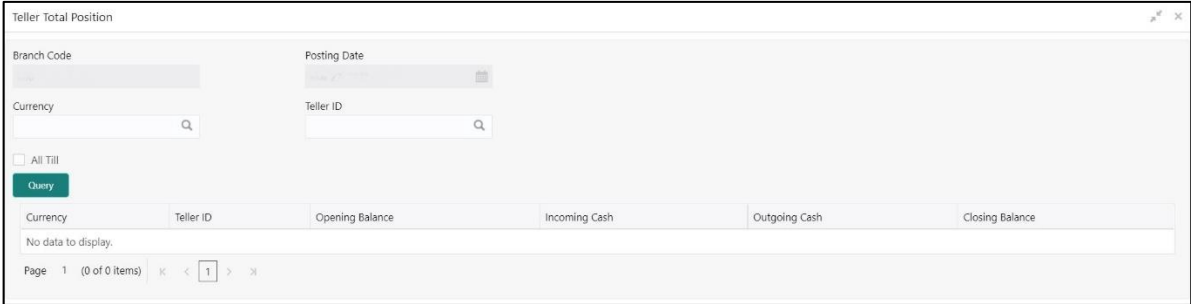 Teller Total Position
Branch Code Posting Date
Currency Teller ID
All Till
Query
Currency Teller ID Opening Balance Incoming Cash Outgoing Cash Closing Balance
No data to display.
Page 1 (0 of 0 items) 1